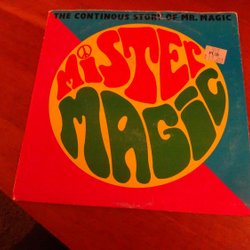 THE CONTINOUS STORY OF MR. MAGIC
MISTER
MAGIC